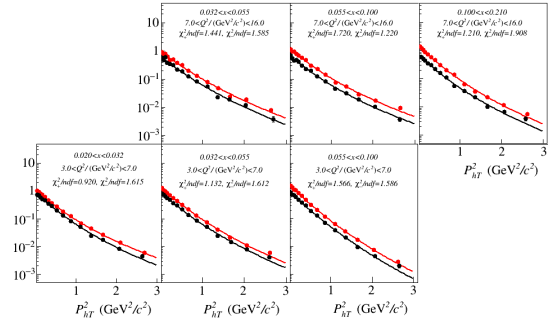 0.032<x<0.055
7.0<Q²/(GeV²/c²)<16.0
χ²₋/ndf=1.441, χ²₊/ndf=1.585
0.055<x<0.100
7.0<Q²/(GeV²/c²)<16.0
χ²₋/ndf=1.720, χ²₊/ndf=1.220
0.100<x<0.210
7.0<Q²/(GeV²/c²)<16.0
χ²₋/ndf=1.210, χ²₊/ndf=1.908
1
10⁻¹
10⁻²
10⁻³
1 2 3
P²hT (GeV²/c²)
0.020<x<0.032
3.0<Q²/(GeV²/c²)<7.0
χ²₋/ndf=0.920, χ²₊/ndf=1.615
0.032<x<0.055
3.0<Q²/(GeV²/c²)<7.0
χ²₋/ndf=1.132, χ²₊/ndf=1.612
0.055<x<0.100
3.0<Q²/(GeV²/c²)<7.0
χ²₋/ndf=1.566, χ²₊/ndf=1.586
1
10⁻¹
10⁻²
10⁻³
1 2 3 1 2 3 1 2 3
P²hT (GeV²/c²) P²hT (GeV²/c²) P²hT (GeV²/c²)